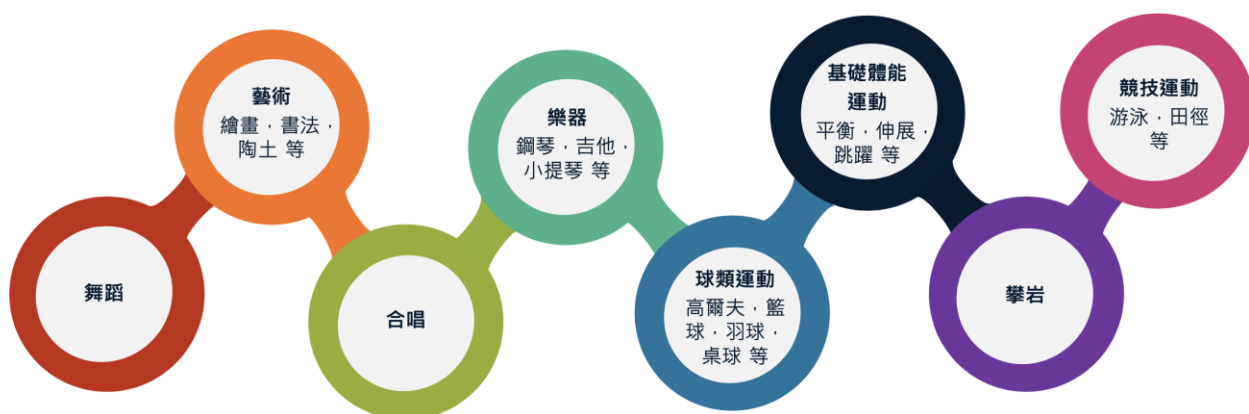 舞蹈
藝術
繪畫．書法．
陶土 等
合唱
樂器
鋼琴．吉他．
小提琴 等
球類運動
高爾夫．籃
球．羽球．
桌球 等
基礎體能
運動
平衡．伸展．
跳躍 等
攀岩
競技運動
游泳．田徑
等